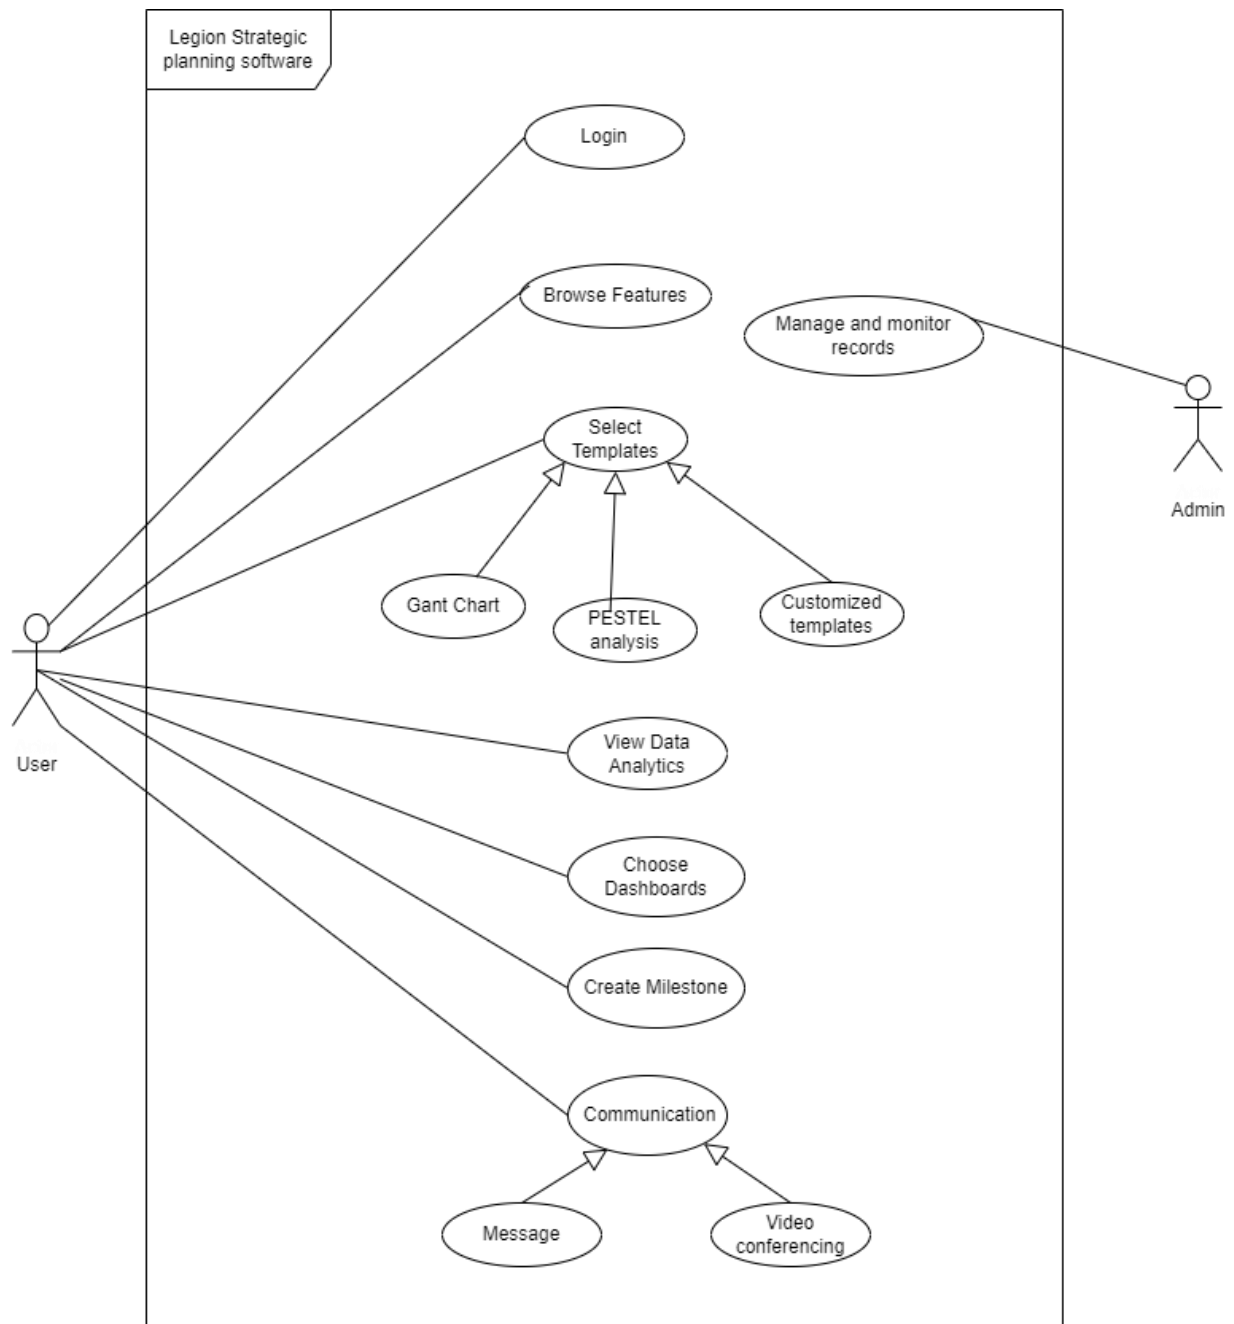 Legion Strategic
planning software
Login
Browse Features
Manage and monitor
records
Select
Templates
Admin
Gant Chart
PESTEL
analysis
Customized
templates
User
View Data
Analytics
Choose
Dashboards
Create Milestone
Communication
Message
Video
conferencing